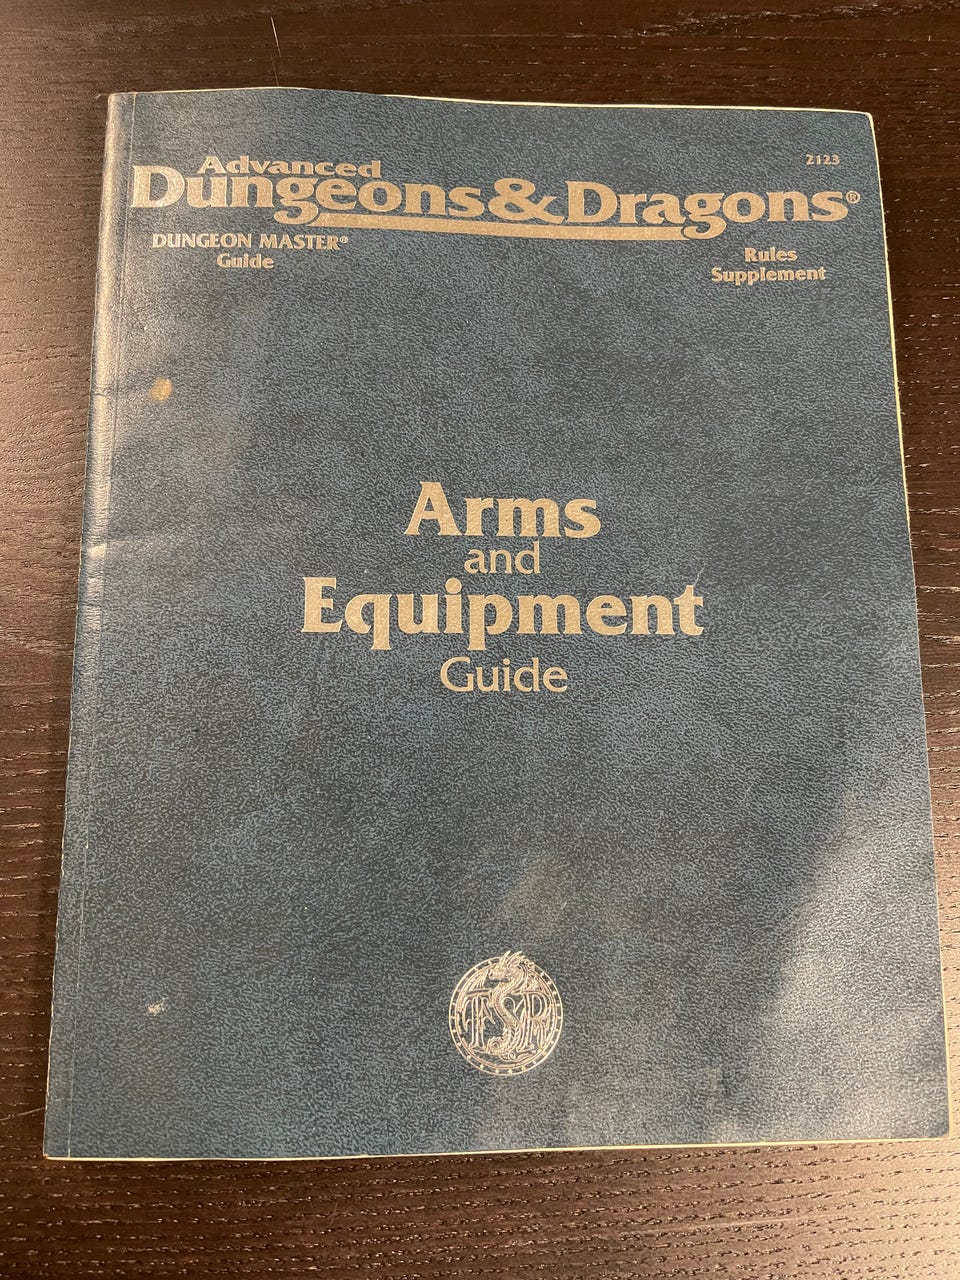 2123
Advanced
Dungeons & Dragons®
DUNGEON MASTER®
Guide
Rules
Supplement
Arms
and
Equipment
Guide
TSR